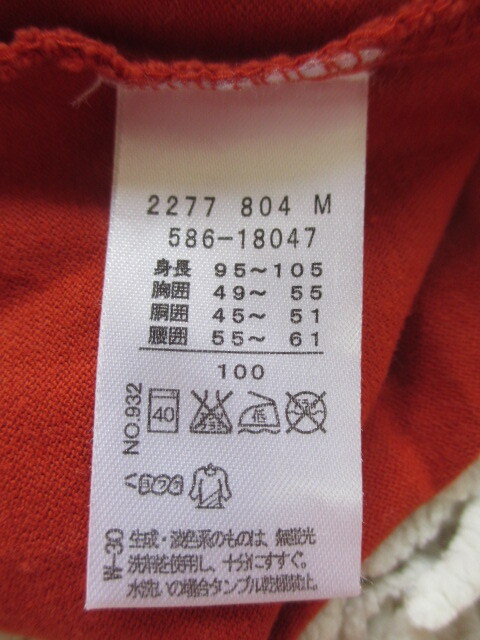 2277 804 M
586-18047
身長 95～105
胸囲 49～ 55
胴囲 45～ 51
腰囲 55～ 61
100
NO.932
40 低
W-30
生成・淡色系のものは、無蛍光
洗剤を使用し、十分にすすぐ。
水洗いの場合タンブル乾燥禁止。